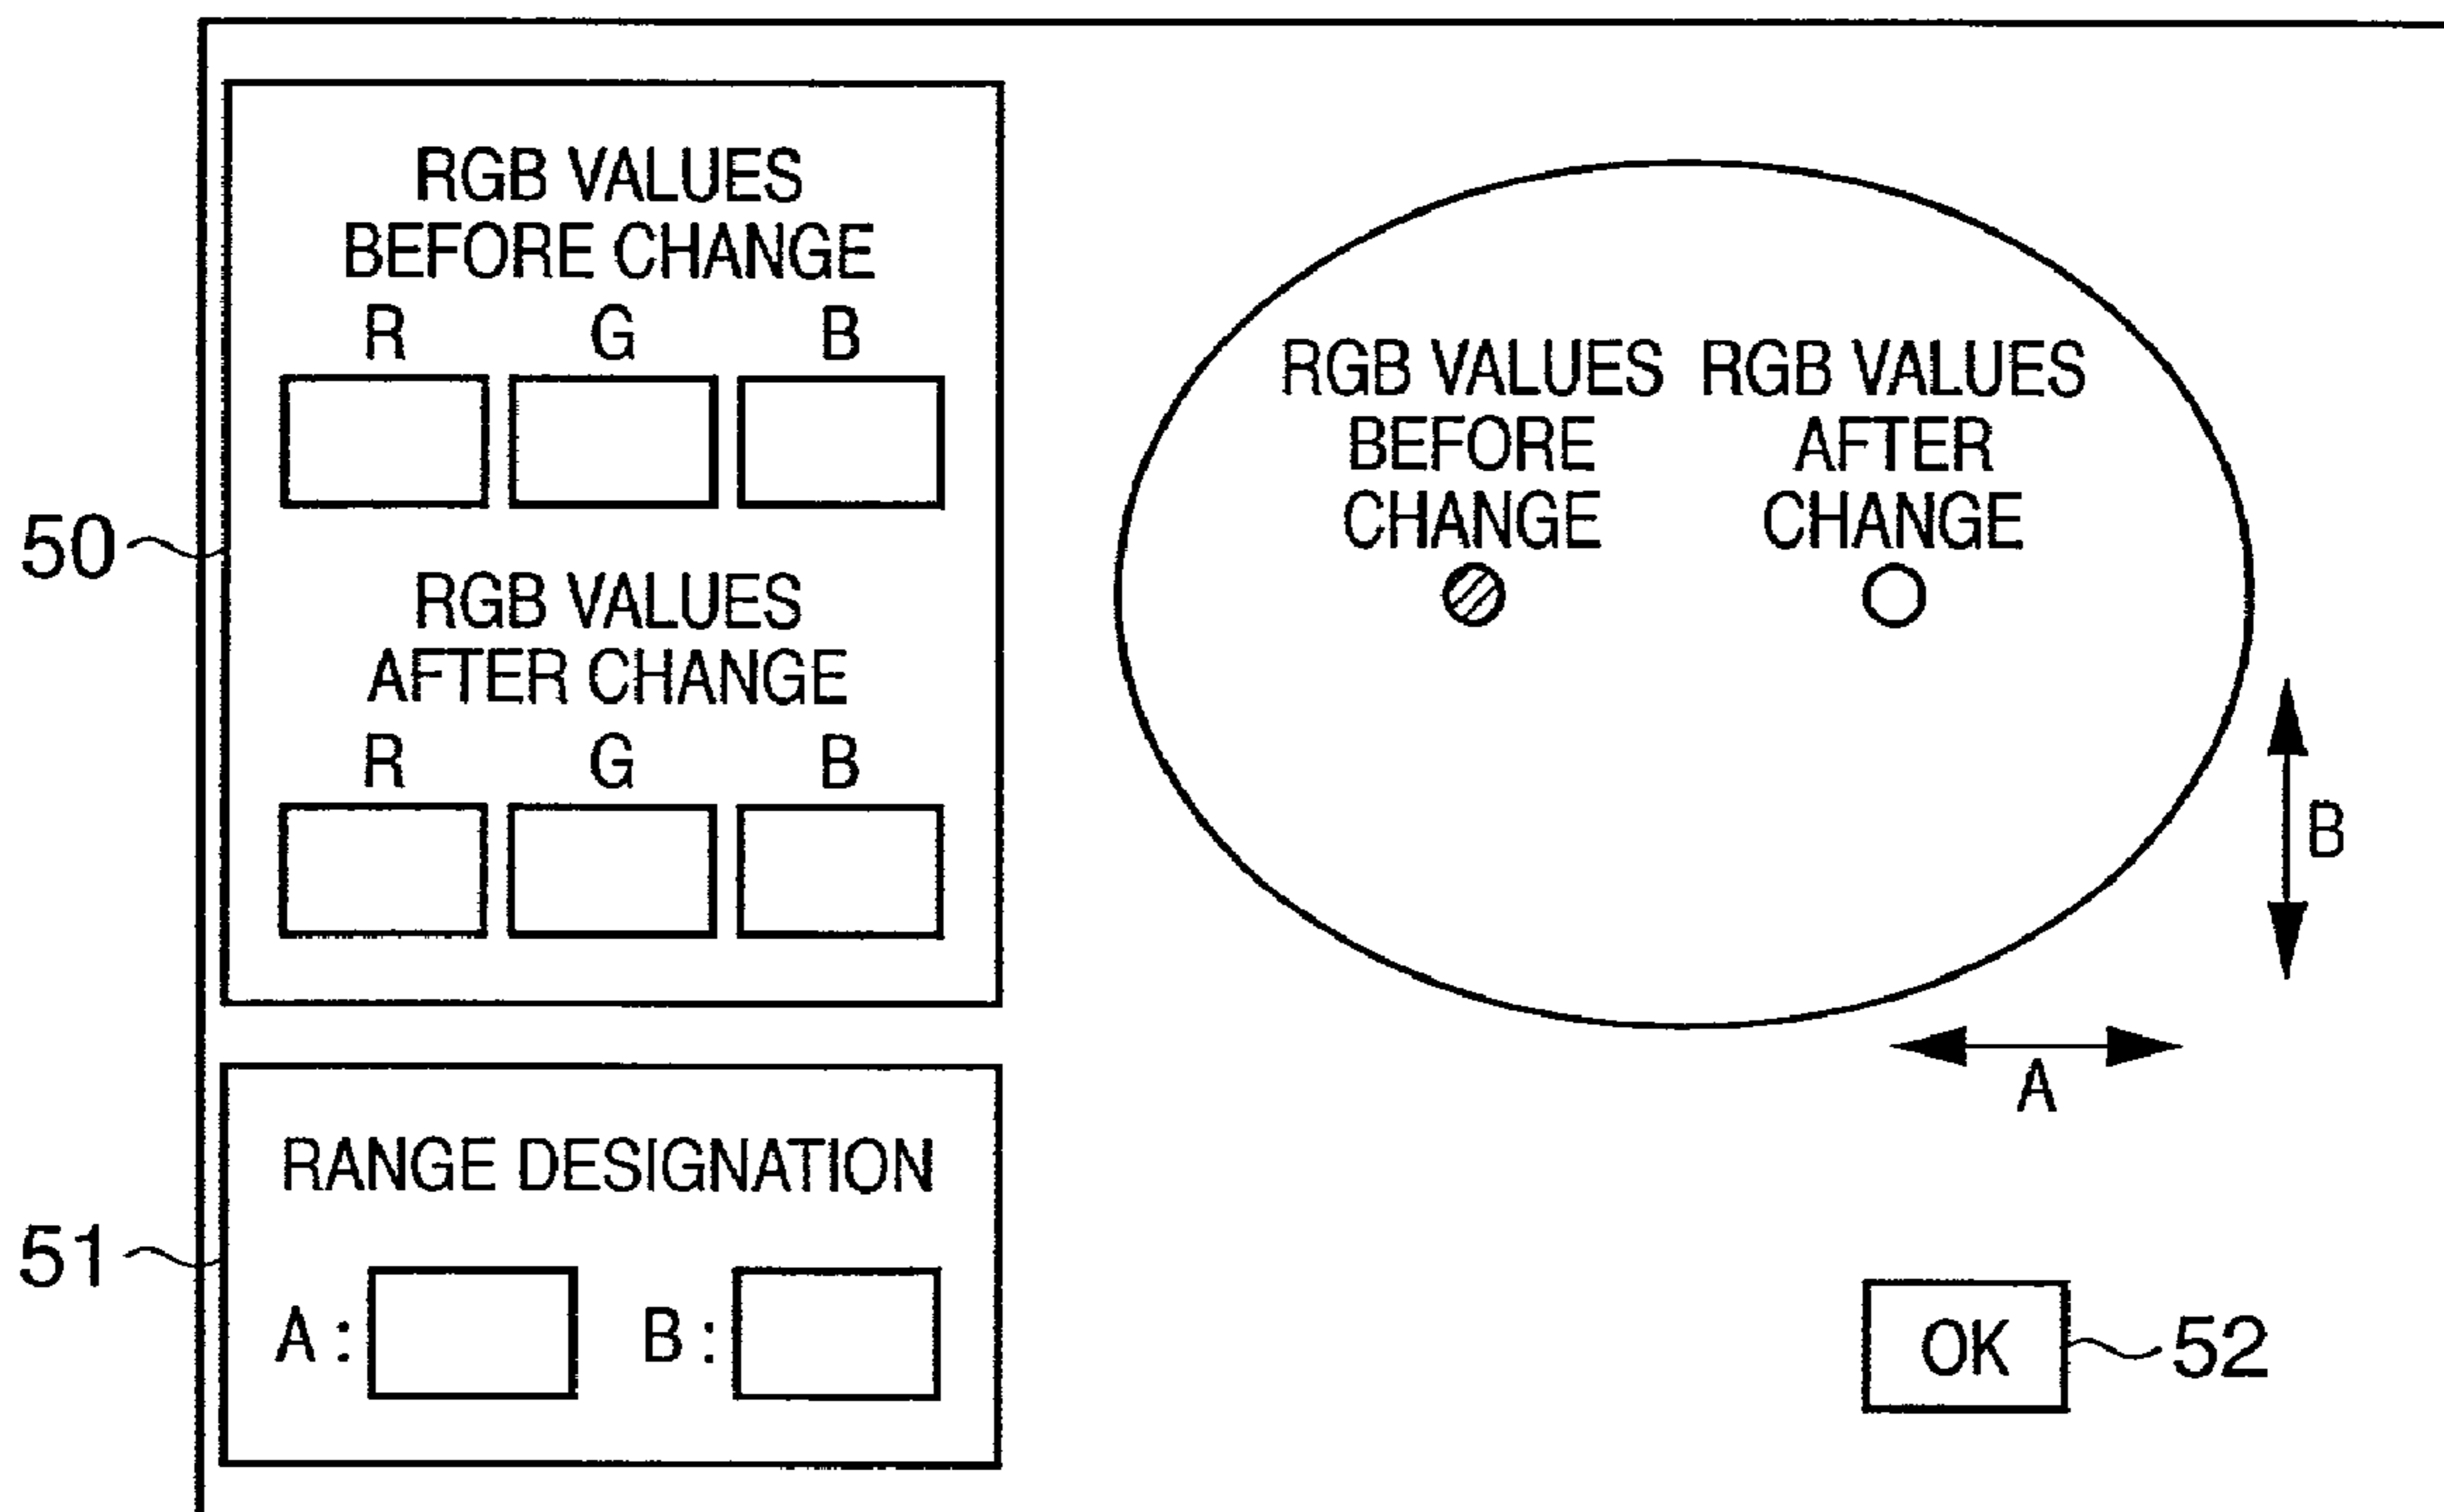 RGB VALUES
BEFORE CHANGE
R G B
50
RGB VALUES
AFTER CHANGE
R G B
RANGE DESIGNATION
51
A: B:
RGB VALUES
BEFORE
CHANGE
RGB VALUES
AFTER
CHANGE
B
A
OK
52